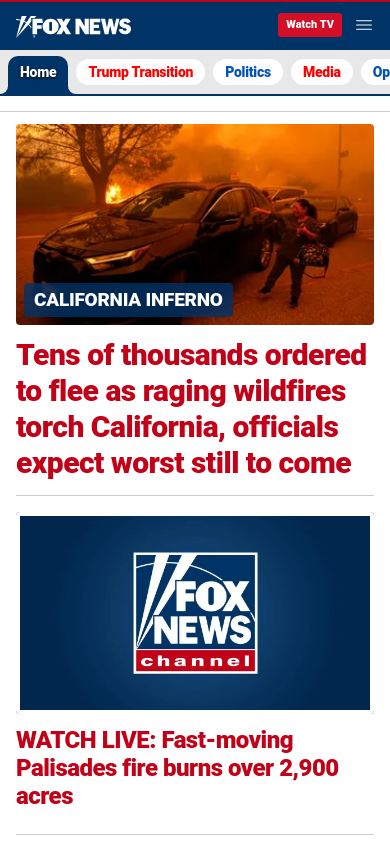 FOX NEWS
Watch TV
Home
Trump Transition
Politics
Media
Op
CALIFORNIA INFERNO
Tens of thousands ordered
to flee as raging wildfires
torch California, officials
expect worst still to come
FOX
NEWS
channel
WATCH LIVE: Fast-moving
Palisades fire burns over 2,900
acres